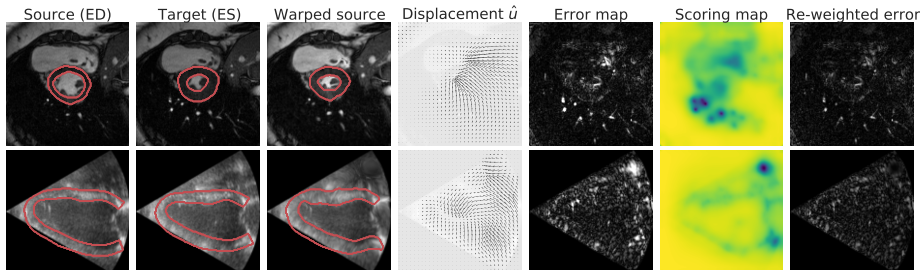 Source (ED) Target (ES) Warped source Displacement û Error map Scoring map Re-weighted error